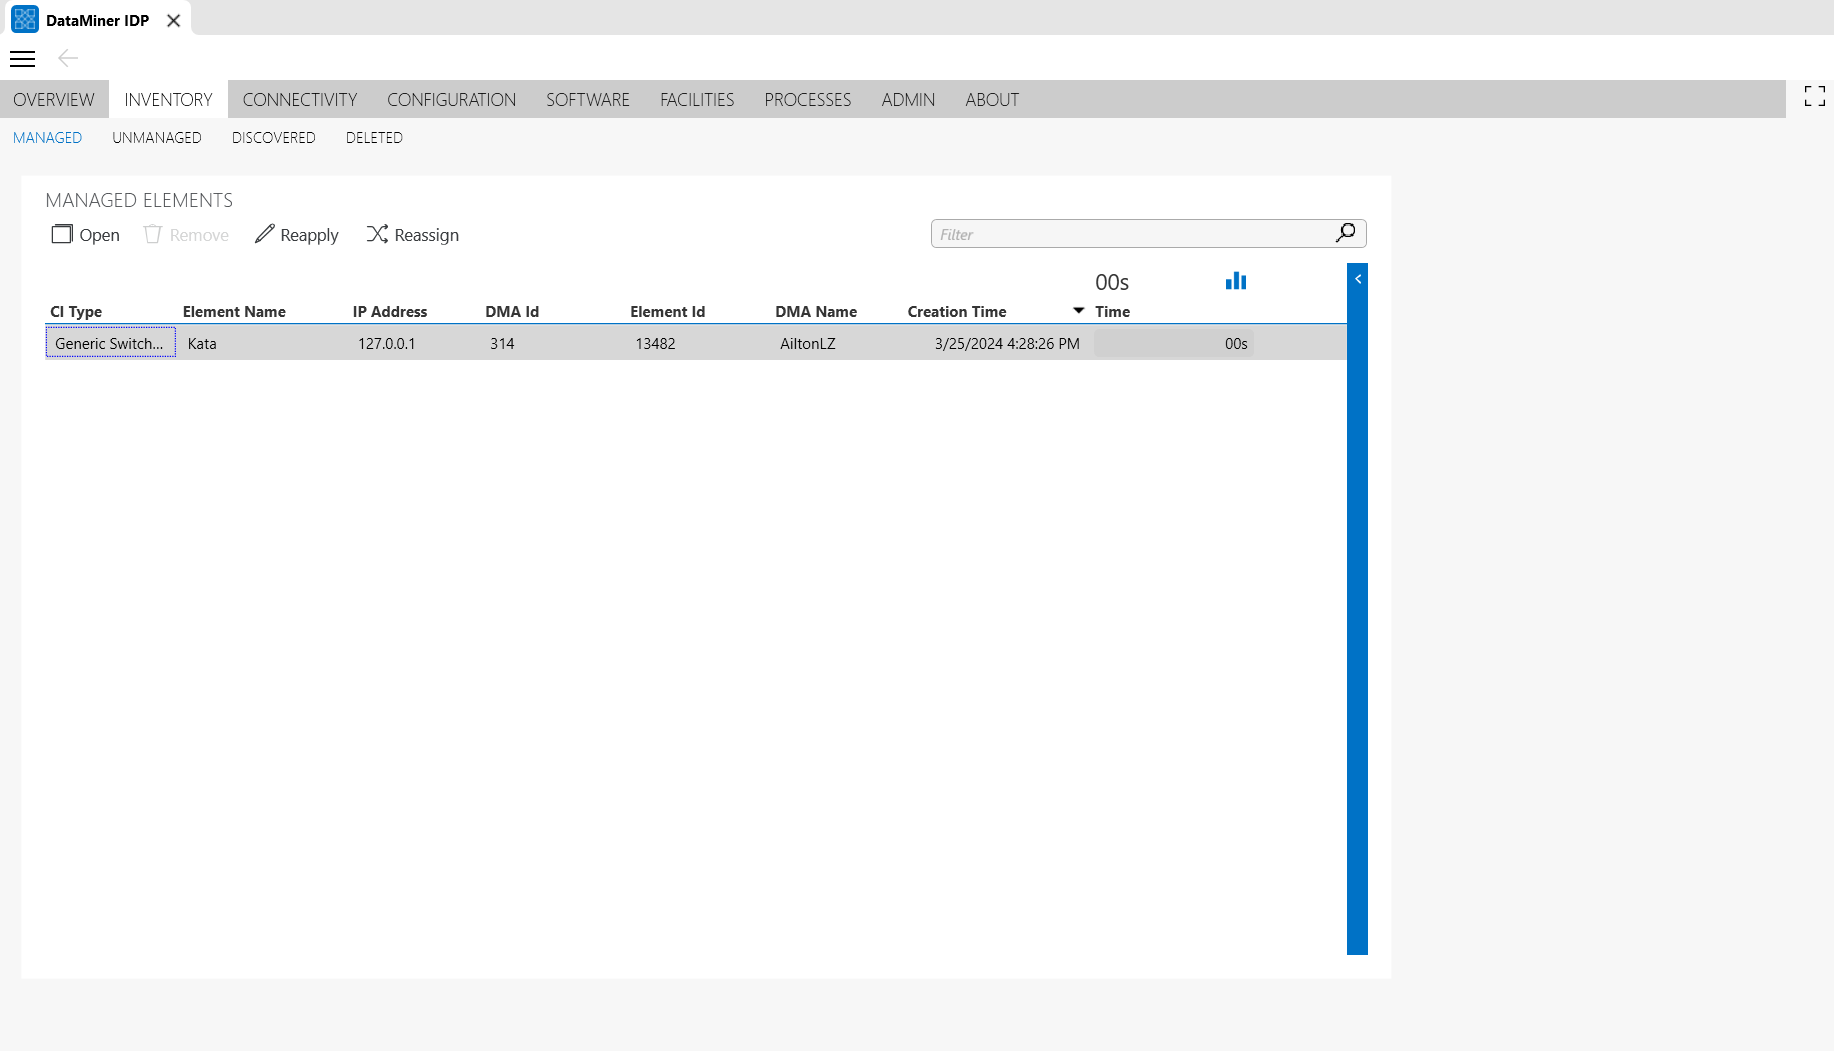 DataMiner IDP
OVERVIEW INVENTORY CONNECTIVITY CONFIGURATION SOFTWARE FACILITIES PROCESSES ADMIN ABOUT
MANAGED UNMANAGED DISCOVERED DELETED
MANAGED ELEMENTS
Open Remove Reapply Reassign Filter
00s
CI Type Element Name IP Address DMA Id Element Id DMA Name Creation Time Time
Generic Switch... Kata 127.0.0.1 314 13482 AiltonLZ 3/25/2024 4:28:26 PM 00s